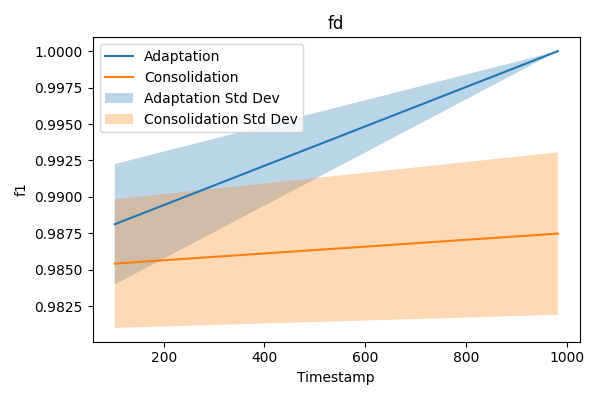 fd
1.0000
0.9975
0.9950
0.9925
0.9900
0.9875
0.9850
0.9825
f1
Adaptation
Consolidation
Adaptation Std Dev
Consolidation Std Dev
200 400 600 800 1000
Timestamp